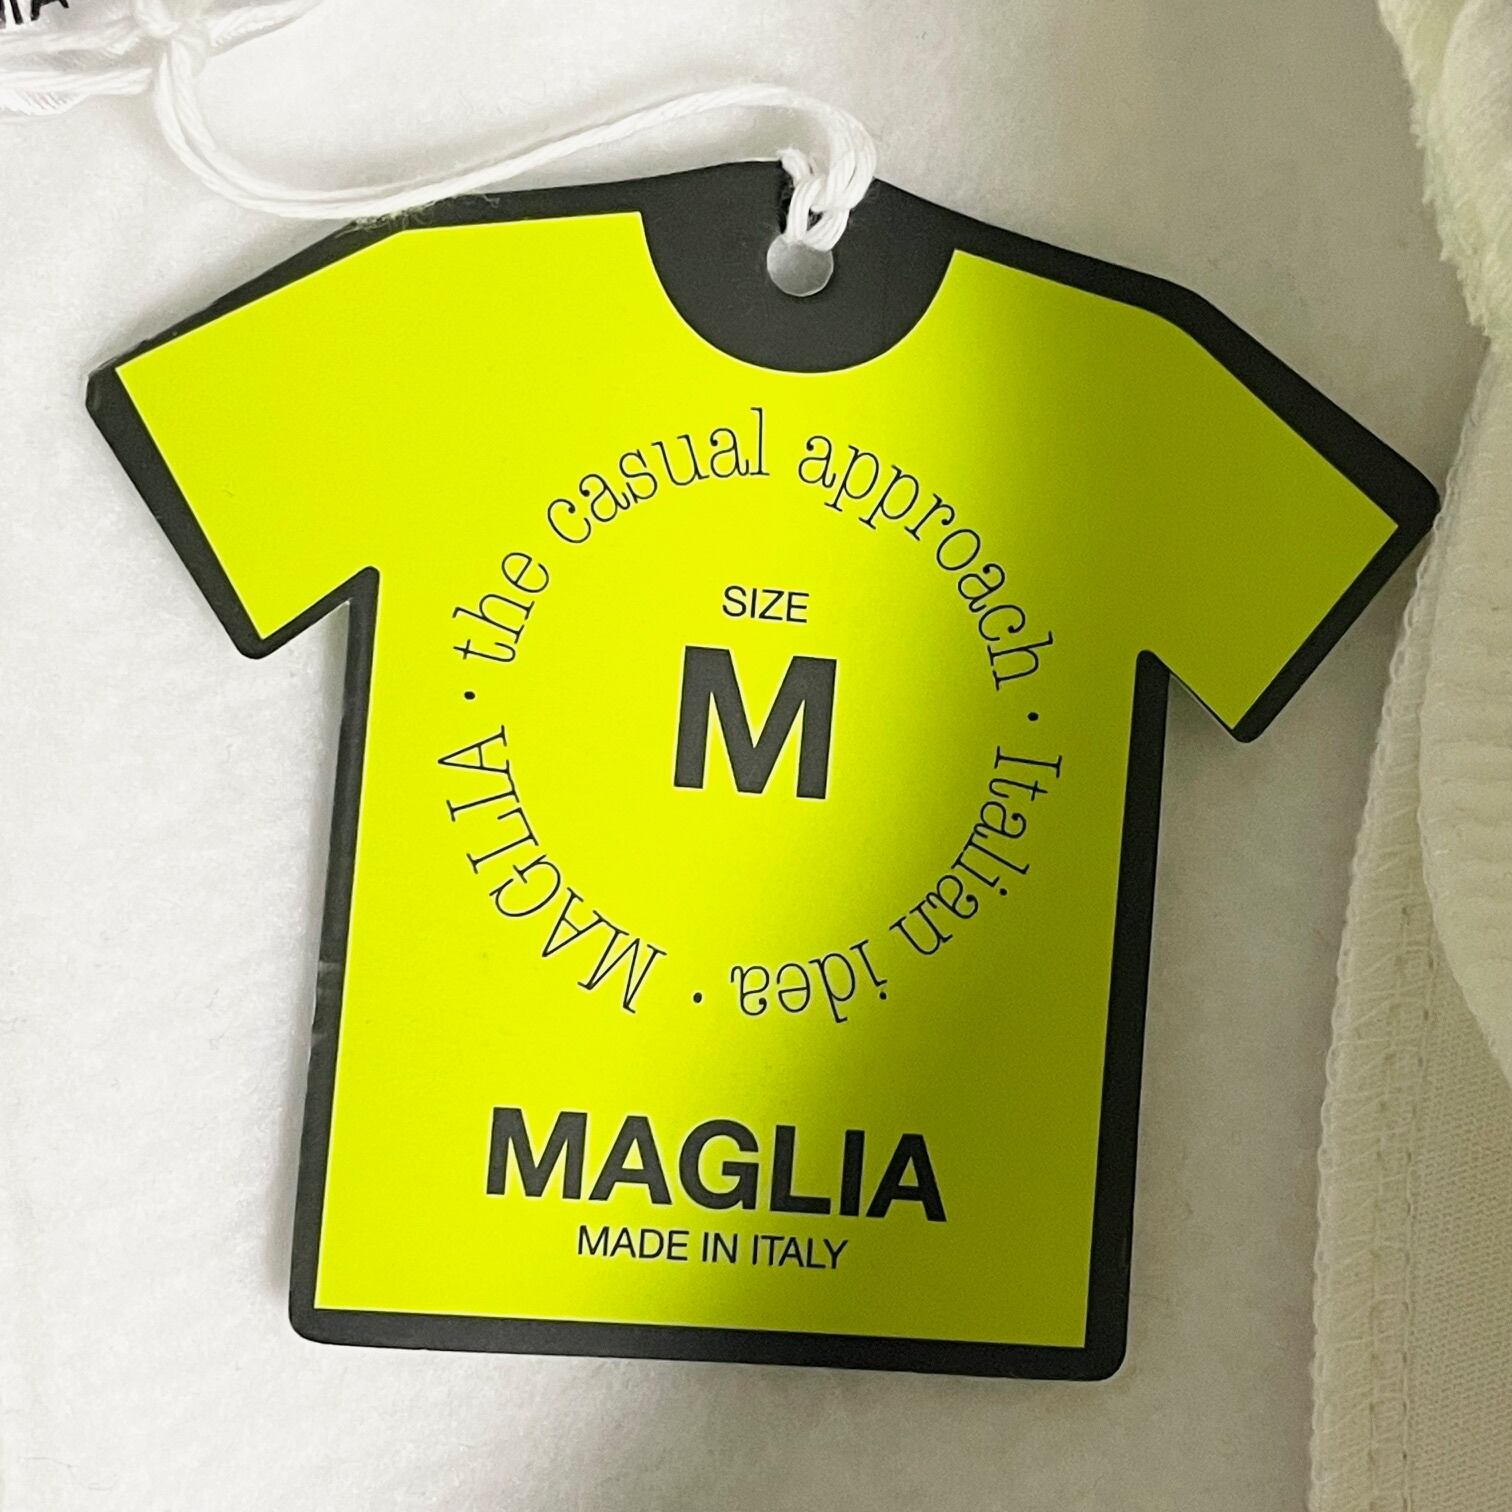 the casual approach · Italian idea · MAGLIA ·
SIZE
M
MAGLIA
MADE IN ITALY